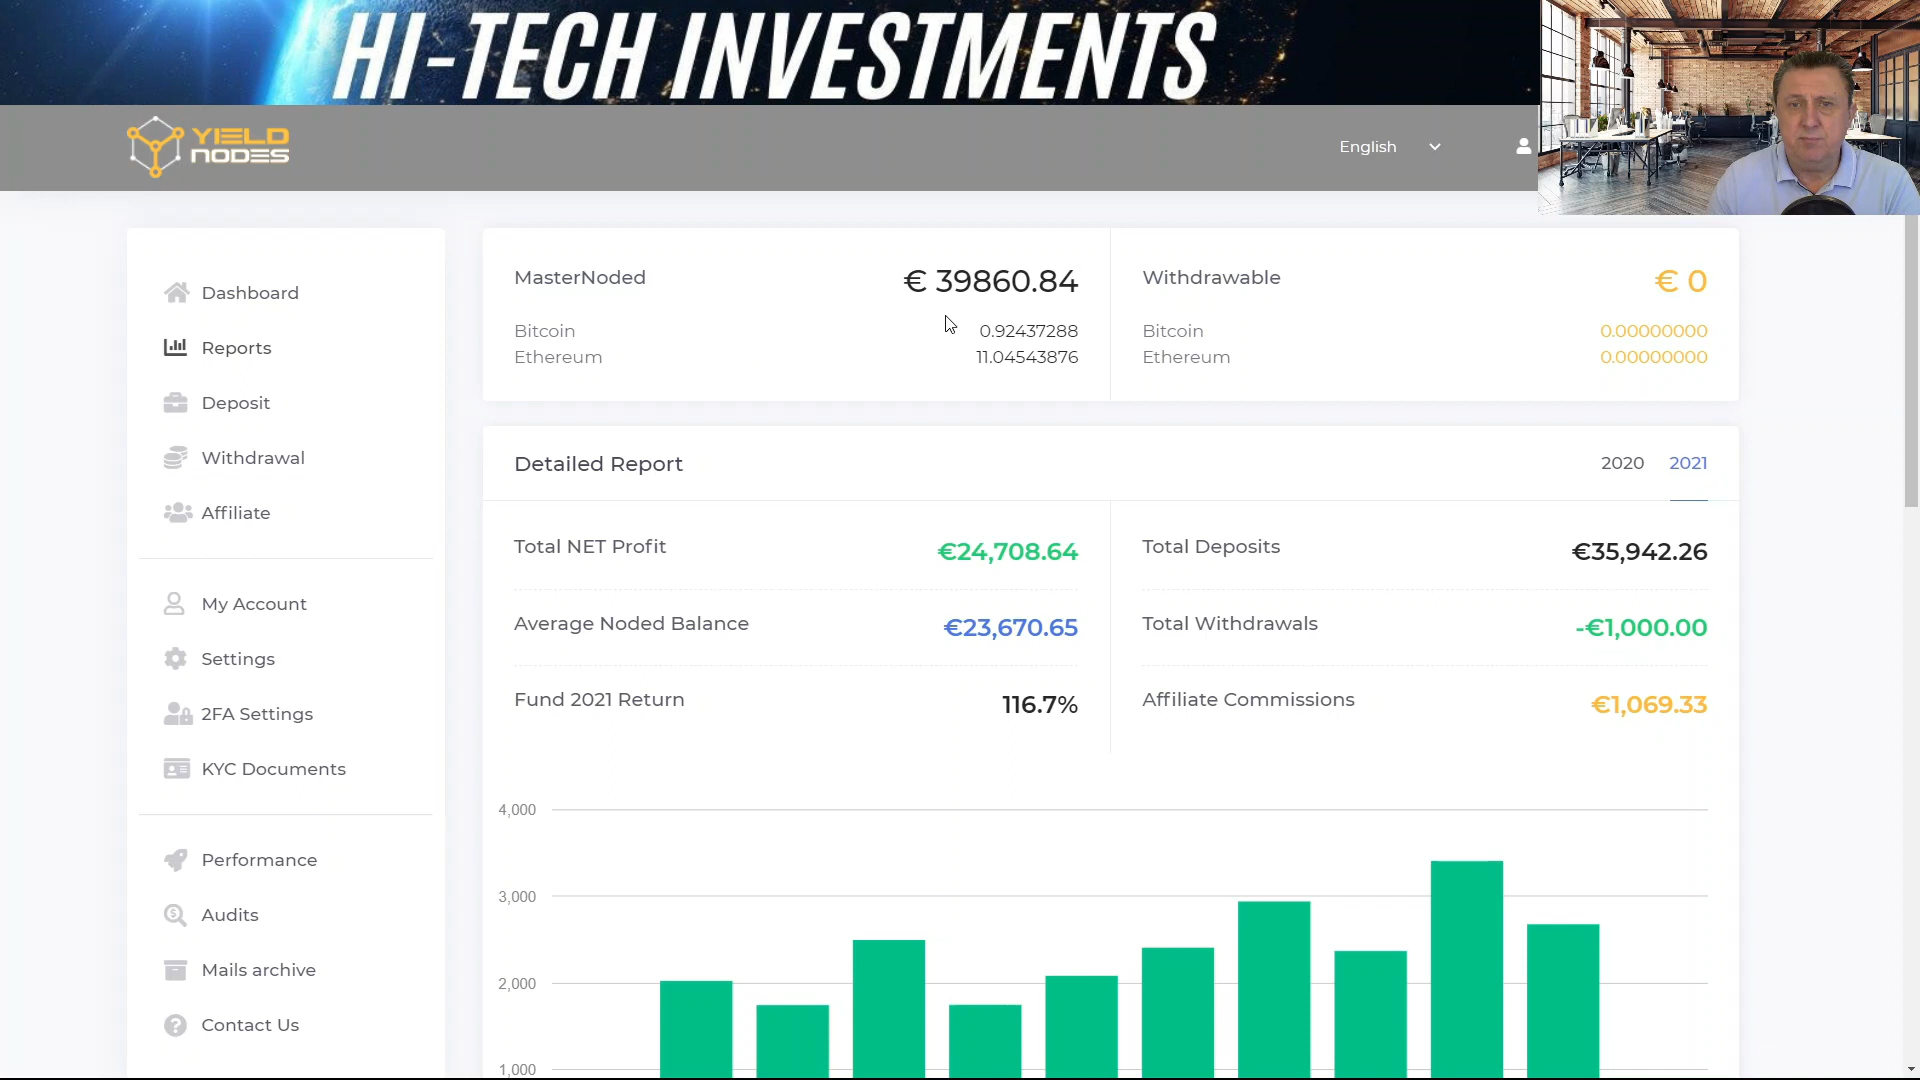 HI-TECH INVESTMENTS
YIELD
NODES
English
Dashboard
Reports
Deposit
Withdrawal
Affiliate
My Account
Settings
2FA Settings
KYC Documents
Performance
Audits
Mails archive
Contact Us
MasterNoded € 39860.84
Bitcoin 0.92437288
Ethereum 11.04543876
Withdrawable € 0
Bitcoin 0.00000000
Ethereum 0.00000000
Detailed Report 2020 2021
Total NET Profit €24,708.64
Average Noded Balance €23,670.65
Fund 2021 Return 116.7%
Total Deposits €35,942.26
Total Withdrawals -€1,000.00
Affiliate Commissions €1,069.33
4,000
3,000
2,000
1,000